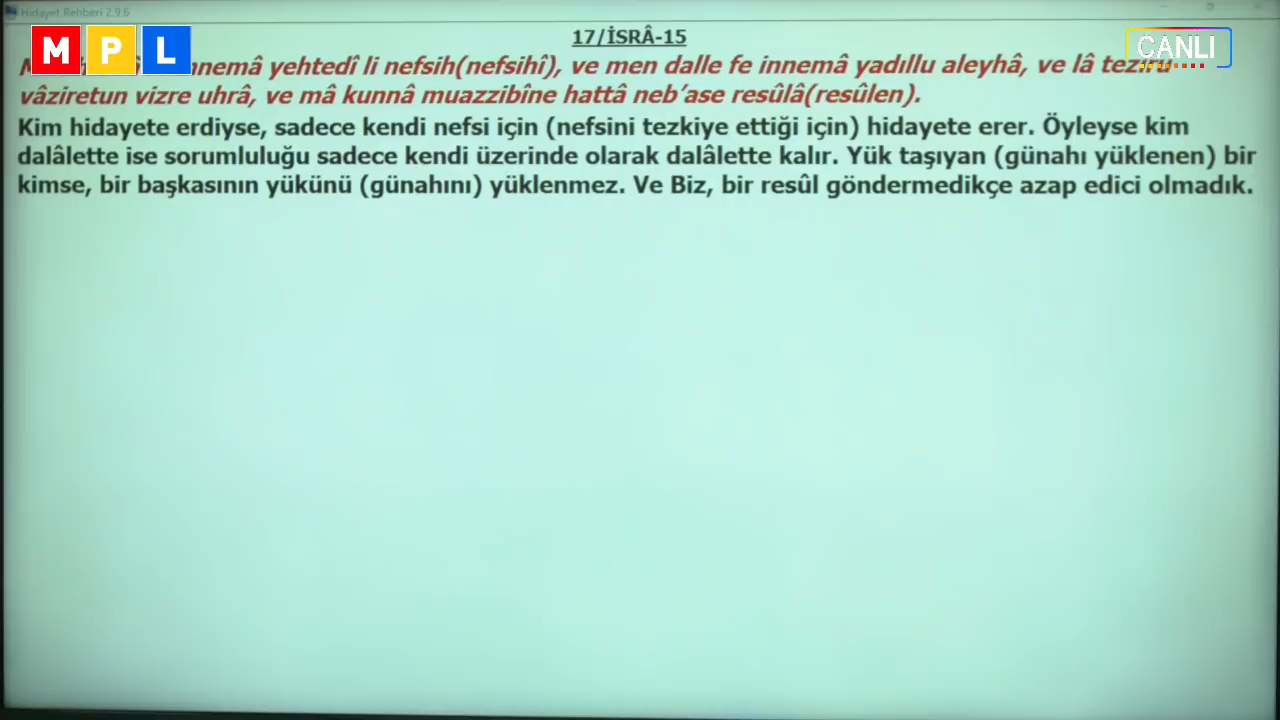 Hidayet Rehberi 2.9.6
M P L
CANLI
17/İSRÂ-15
yehtedî li nefsih(nefsihî), ve men dalle fe innemâ yadıllu aleyhâ, ve lâ
vâziretun vizre uhrâ, ve mâ kunnâ muazzibîne hattâ neb’ase resûlâ(resûlen).
Kim hidayete erdiyse, sadece kendi nefsi için (nefsini tezkiye ettiği için) hidayete erer. Öyleyse kim
dalâlette ise sorumluluğu sadece kendi üzerinde olarak dalâlette kalır. Yük taşıyan (günahı yüklenen) bir
kimse, bir başkasının yükünü (günahını) yüklenmez. Ve Biz, bir resûl göndermedikçe azap edici olmadık.